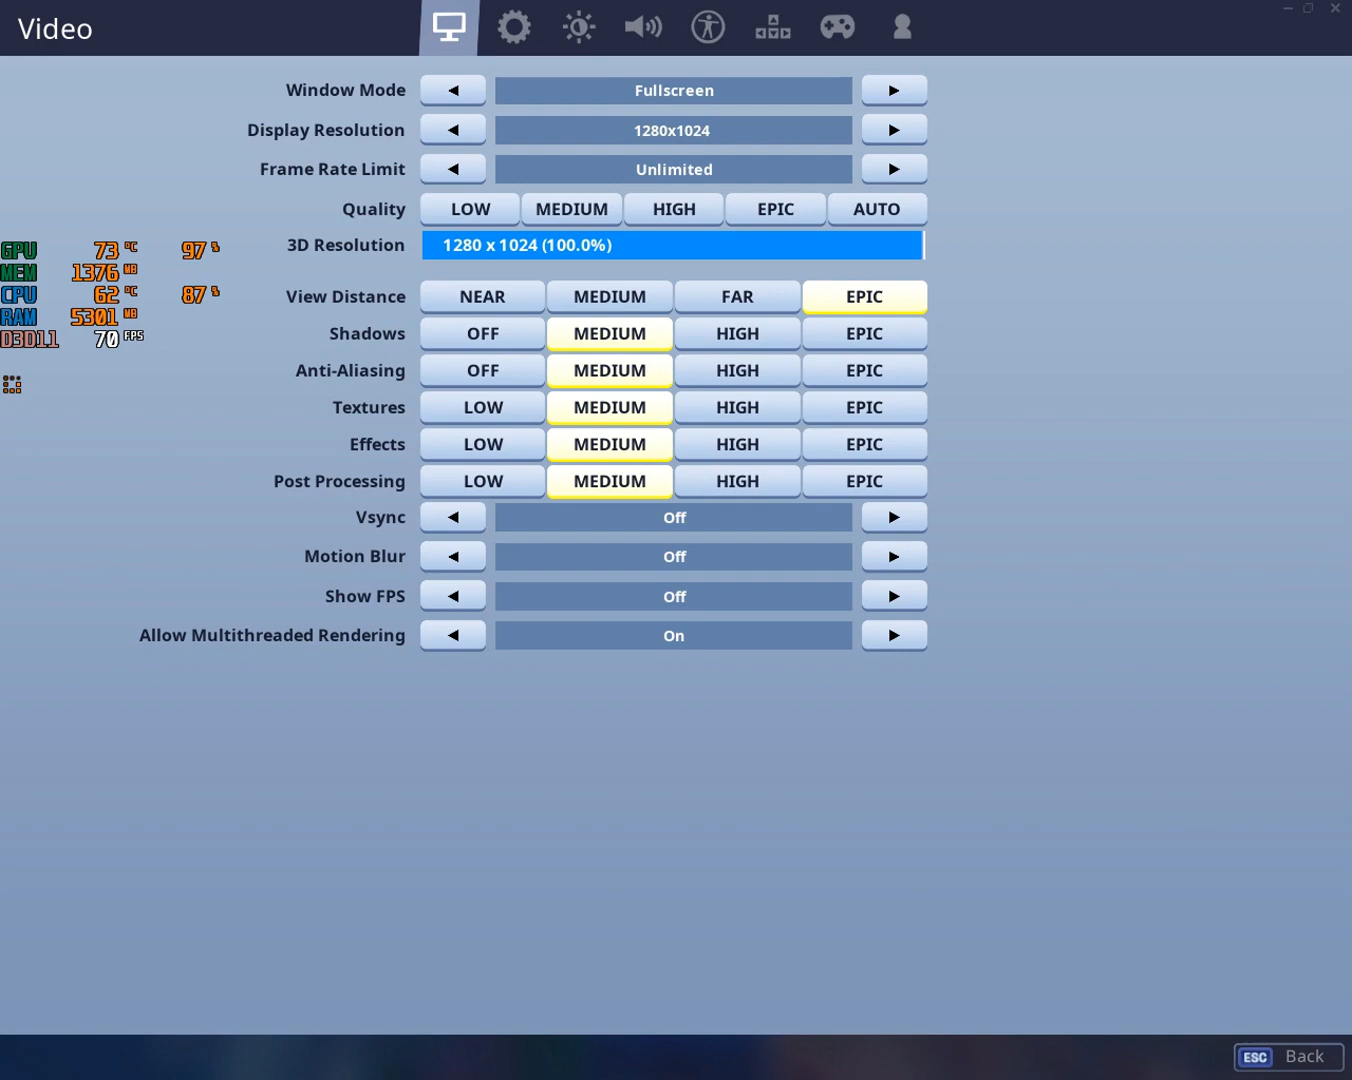 Video
Window Mode Fullscreen
Display Resolution 1280x1024
Frame Rate Limit Unlimited
Quality LOW MEDIUM HIGH EPIC AUTO
3D Resolution 1280 x 1024 (100.0%)
GPU 73 °C 97 %
MEM 1376 MB
CPU 62 °C 87 %
RAM 5301 MB
D3D11 70 FPS
View Distance NEAR MEDIUM FAR EPIC
Shadows OFF MEDIUM HIGH EPIC
Anti-Aliasing OFF MEDIUM HIGH EPIC
Textures LOW MEDIUM HIGH EPIC
Effects LOW MEDIUM HIGH EPIC
Post Processing LOW MEDIUM HIGH EPIC
Vsync Off
Motion Blur Off
Show FPS Off
Allow Multithreaded Rendering On
ESC Back